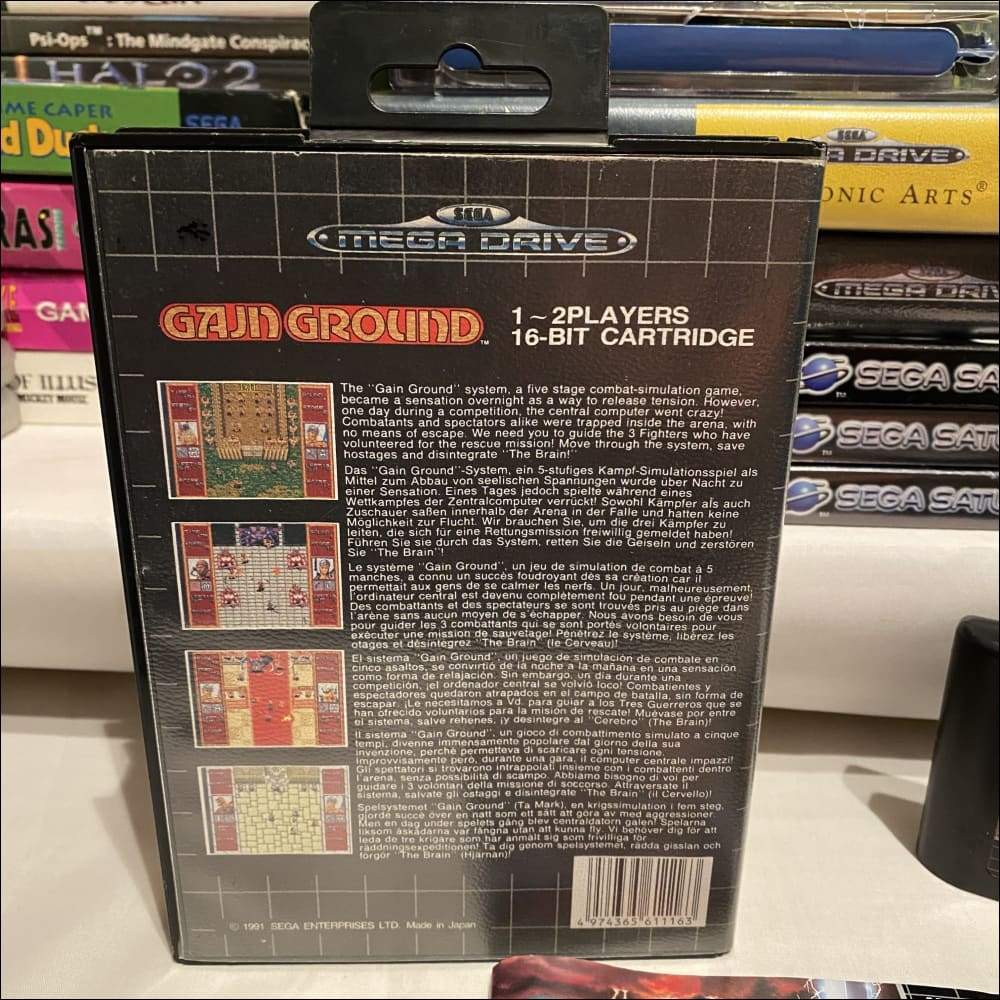 Psi-Ops™ : The Mindgate Conspirac
HALO 2
ME CAPER
d Du
SEGA
SEGA
A DRIVE
ONIC ARTS®
RAS
GAN
MEGA DRIV
OF ILLUS
MICKEY MOUSE
SEGA SA
SEGA SATU
SEGA SATU
SEGA
MEGA DRIVE
GAIN GROUND™
1~2PLAYERS
16-BIT CARTRIDGE
The "Gain Ground" system, a five stage combat-simulation game,
became a sensation overnight as a way to release tension. However,
one day during a competition, the central computer went crazy!
Combatants and spectators alike were trapped inside the arena, with
no means of escape. We need you to guide the 3 Fighters who have
volunteered for the rescue mission! Move through the system, save
hostages and disintegrate "The Brain!"
Das "Gain Ground"-System, ein 5-stufiges Kampf-Simulationsspiel als
Mittel zum Abbau von seelischen Spannungen wurde über Nacht zu
einer Sensation. Eines Tages jedoch spielte während eines
Wettkampfes der Zentralcomputer verrückt! Sowohl Kämpfer als auch
Zuschauer saßen innerhalb der Arena in der Falle und hatten keine
Möglichkeit zur Flucht. Wir brauchen Sie, um die drei Kämpfer zu
leiten, die sich für eine Rettungsmission freiwillig gemeldet haben!
Führen Sie sie durch das System, retten Sie die Geiseln und zerstören
Sie "The Brain"!
Le système "Gain Ground", un jeu de simulation de combat à 5
manches, a connu un succès foudroyant dès sa création car il
permettait aux gens de se calmer les nerfs. Un jour, malheureusement,
l'ordinateur central est devenu complètement fou pendant une épreuve!
Des combattants et des spectateurs se sont trouvés pris au piège dans
l'arène sans aucun moyen de s'échapper. Nous avons besoin de vous
pour guider les 3 combattants qui se sont portés volontaires pour
exécuter une mission de sauvetage! Pénétrez le système, libérez les
otages et désintegrez "The Brain" (le Cerveau)!
El sistema "Gain Ground", un juego de simulación de combate en
cinco asaltos, se convirtió de la noche a la mañana en una sensación
como forma de relajación. Sin embargo, un día durante una
competición, ¡el ordenador central se volvió loco! Combatientes y
espectadores quedaron atrapados en el campo de batalla, sin forma de
escapar. ¡Le necesitamos a Vd. para guiar a los Tres Guerreros que se
han ofrecido voluntarios para la misión de rescate! Muévase por entre
el sistema, salve rehenes, ¡y desintegre al "Cerebro" (The Brain)!
Il sistema "Gain Ground", un gioco di combattimento simulato a cinque
tempi, divenne immensamente popolare dal giorno della sua
invenzione, perchè permetteva di scaricare ogni tensione.
Improvvisamente però, durante una gara, il computer centrale impazzì!
Gli spettatori si trovarono intrappolati insieme con i combattenti dentro
l'arena, senza possibilità di scampo. Abbiamo bisogno di voi per
guidare i 3 volontari della missione di soccorso. Attraversate il
sistema, salvate gli ostaggi e disintegrate "The Brain" (il Cervello)!
Spelsystemet "Gain Ground" (Ta Mark), en krigssimulation i fem steg,
gjorde succé över en natt som ett sätt att göra av med aggressioner.
Men en dag under spelets gång blev centraldatorn galen! Spelarna
liksom åskådarna var fångna utan att kunna fly. Vi behöver dig för att
leda de tre krigare som har anmält sig som frivilliga för
räddningsexpeditionen! Ta dig genom spelsystemet, rädda gisslan och
förgör "The Brain" (Hjärnan)!
4 974365 611163
© 1991 SEGA ENTERPRISES LTD. Made in Japan